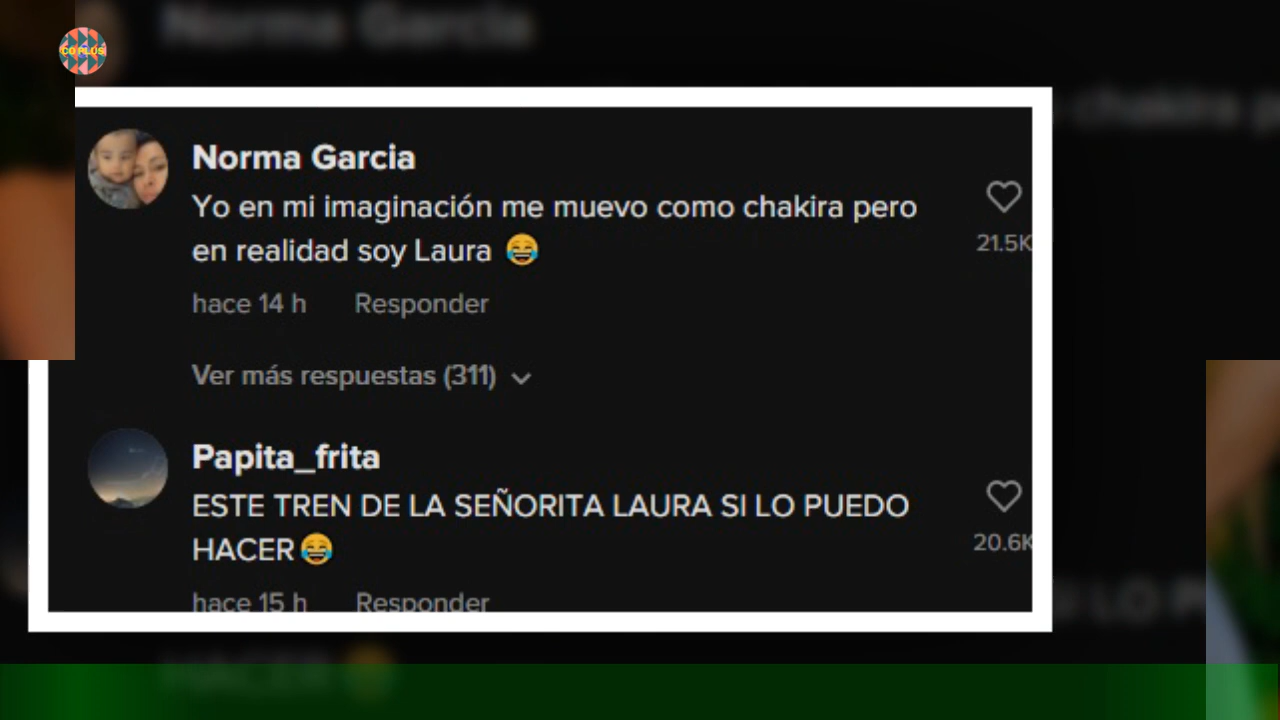 CO PLUS
Norma Garcia
Yo en mi imaginación me muevo como chakira pero
en realidad soy Laura 😂
21.5K
hace 14 h Responder
Ver más respuestas (311)
Papita_frita
ESTE TREN DE LA SEÑORITA LAURA SI LO PUEDO
HACER😂
20.6K
hace 15 h Responder